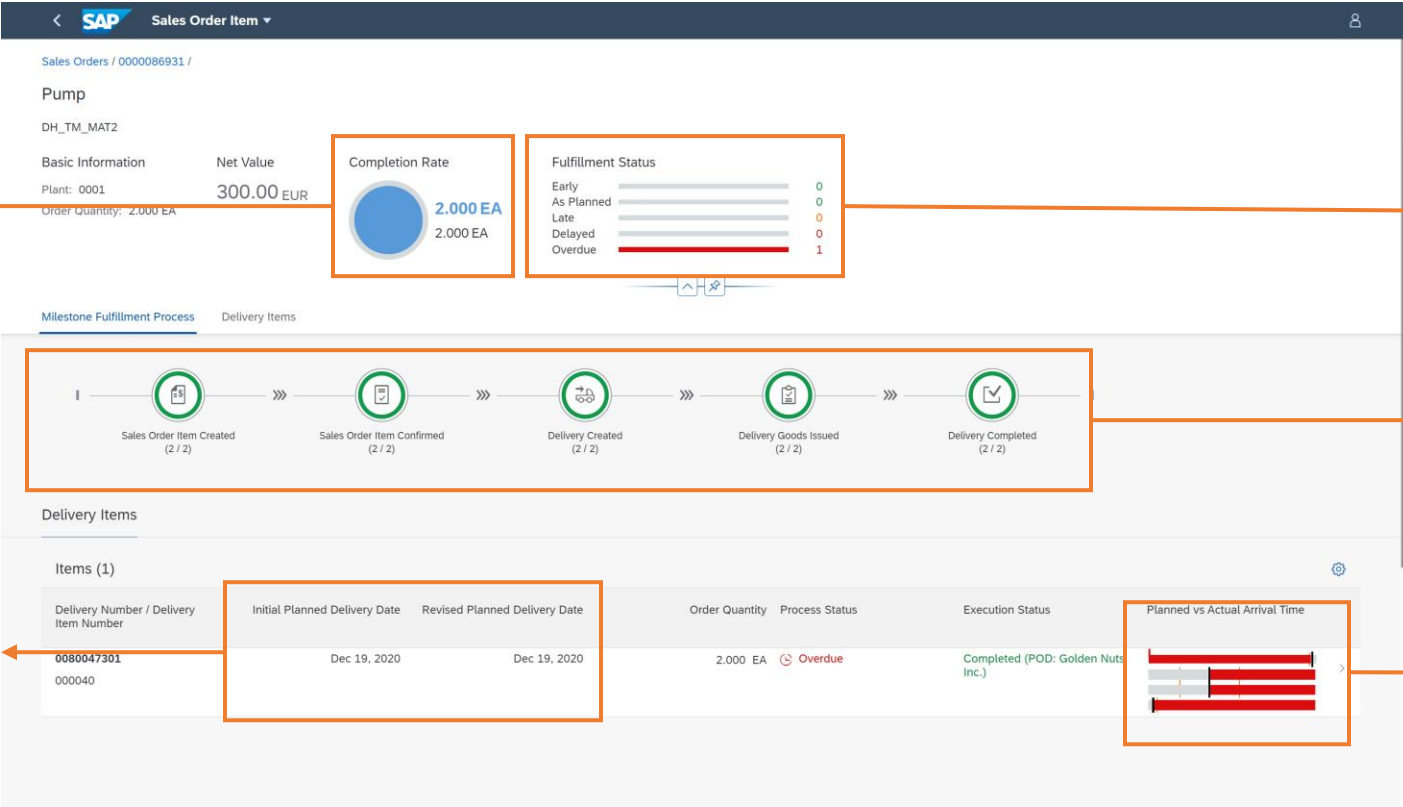 SAP Sales Order Item
Sales Orders / 0000086931 /
Pump
DH_TM_MAT2
Basic Information
Plant: 0001
Order Quantity: 2.000 EA
Net Value
300.00 EUR
Completion Rate
2.000 EA
2.000 EA
Fulfillment Status
Early 0
As Planned 0
Late 0
Delayed 0
Overdue 1
Milestone Fulfillment Process Delivery Items
Sales Order Item Created
(2 / 2)
Sales Order Item Confirmed
(2 / 2)
Delivery Created
(2 / 2)
Delivery Goods Issued
(2 / 2)
Delivery Completed
(2 / 2)
Delivery Items
Items (1)
Delivery Number / Delivery
Item Number
Initial Planned Delivery Date
Revised Planned Delivery Date
Order Quantity
Process Status
Execution Status
Planned vs Actual Arrival Time
0080047301
000040
Dec 19, 2020
Dec 19, 2020
2.000 EA
Overdue
Completed (POD: Golden Nuts
Inc.)